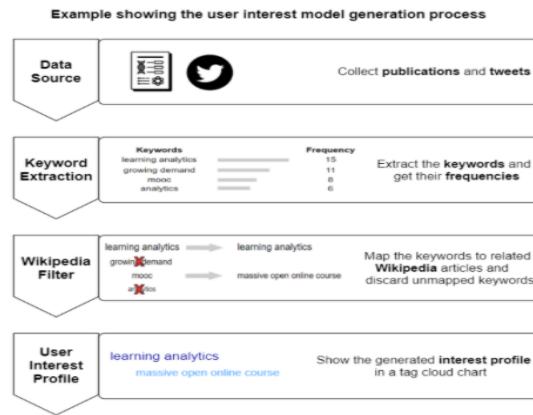 Example showing the user interest model generation process
Data
Source
Collect publications and tweets
Keyword
Extraction
Keywords Frequency
learning analytics 15
growing demand 11
mooc 8
analytics 6
Extract the keywords and
get their frequencies
Wikipedia
Filter
learning analytics learning analytics
growing demand
mooc massive open online course
analytics
Map the keywords to related
Wikipedia articles and
discard unmapped keywords
User
Interest
Profile
learning analytics
massive open online course
Show the generated interest profile
in a tag cloud chart